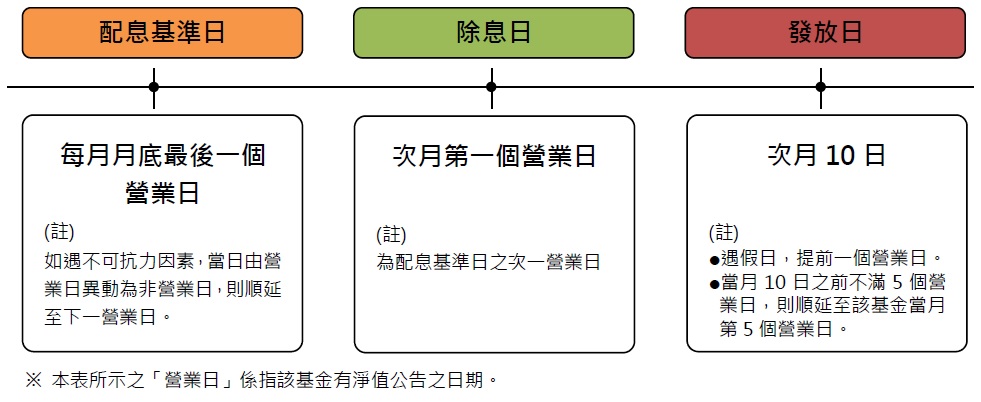 配息基準日
除息日
發放日
每月月底最後一個
營業日
(註)
如遇不可抗力因素，當日由營
業日異動為非營業日，則順延
至下一營業日。
次月第一個營業日
(註)
為配息基準日之次一營業日
次月 10 日
(註)
●遇假日，提前一個營業日。
●當月 10 日之前不滿 5 個營
業日，則順延至該基金當月
第 5 個營業日。
※ 本表所示之「營業日」係指該基金有淨值公告之日期。